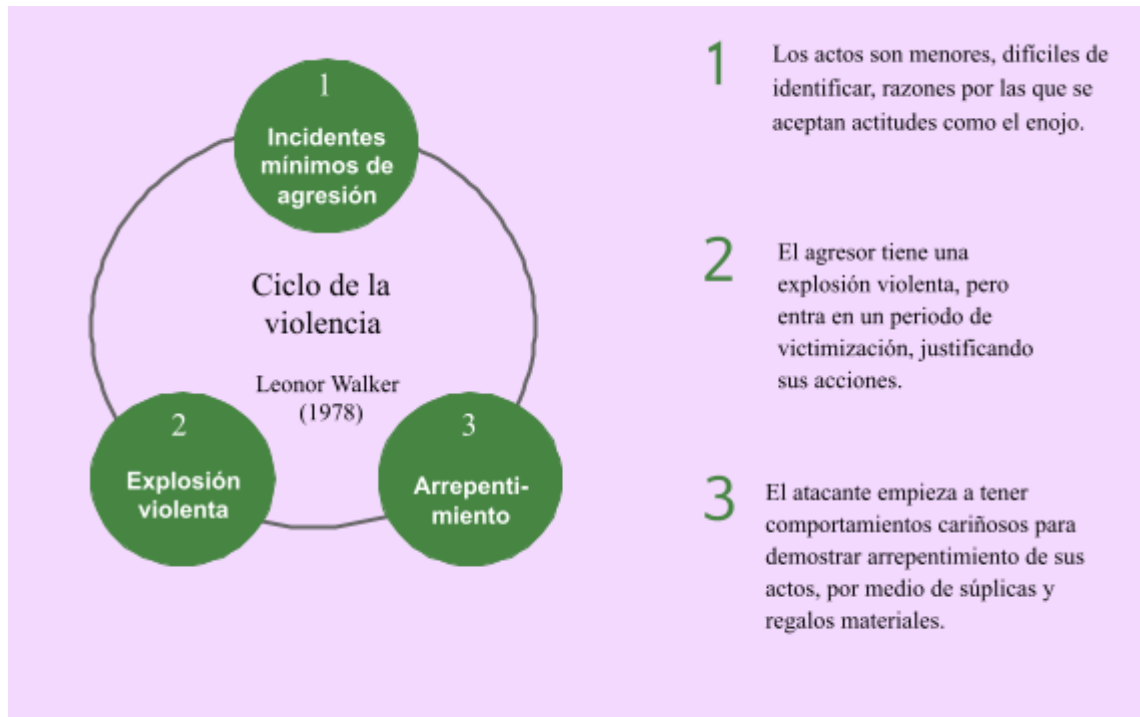 1
Incidentes
mínimos de
agresión
Ciclo de la
violencia
Leonor Walker
(1978)
2
Explosión
violenta
3
Arrepenti-
miento
1
Los actos son menores, difíciles de
identificar, razones por las que se
aceptan actitudes como el enojo.
2
El agresor tiene una
explosión violenta, pero
entra en un periodo de
victimización, justificando
sus acciones.
3
El atacante empieza a tener
comportamientos cariñosos para
demostrar arrepentimiento de sus
actos, por medio de súplicas y
regalos materiales.